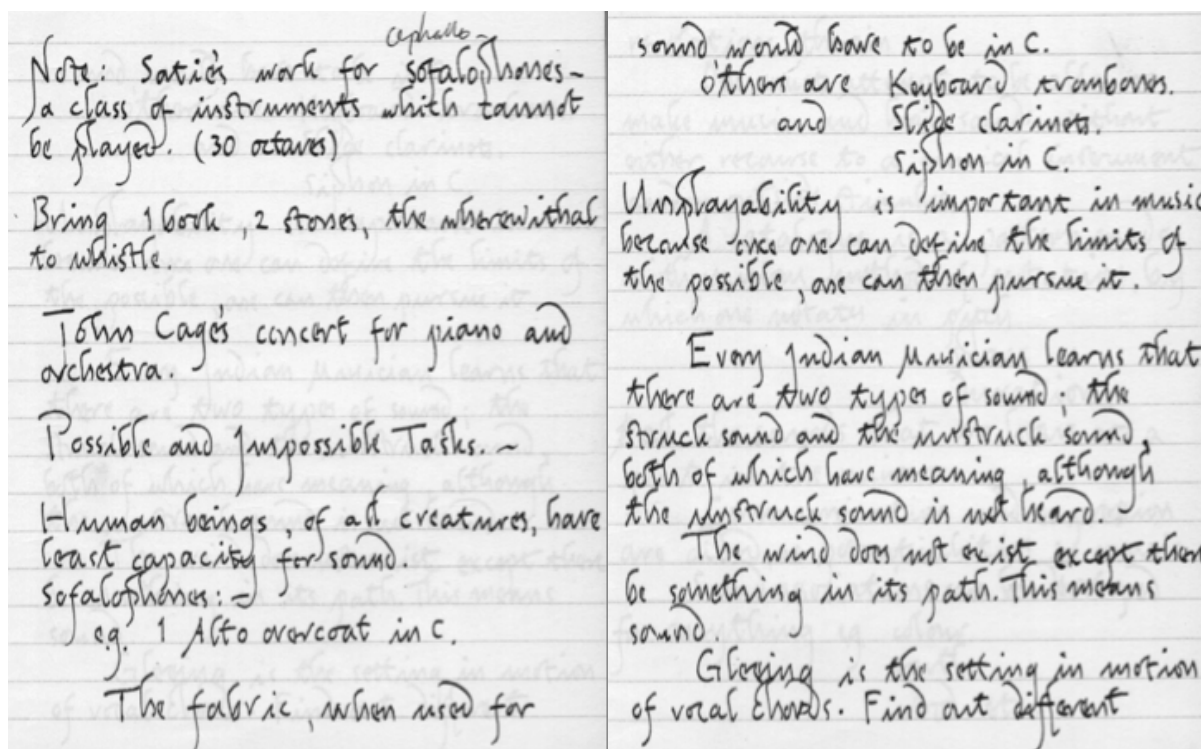 cephallo-
Note: Satie's work for sofalophones -
a class of instruments which cannot
be played. (30 octaves)
Bring 1 book, 2 stones, the wherewithal
to whistle.
John Cages concert for piano and
orchestra.
Possible and Impossible Tasks. -
Human beings, of all creatures, have
least capacity for sound.
Sofalophones: -
e.g. 1 Alto overcoat in C.
The fabric, when used for
sound would have to be in C.
Others are Keyboard trombones.
and Slide clarinets.
Siphon in C.
Unplayability is important in music
because once one can define the limits of
the possible, one can then pursue it.
Every Indian Musician learns that
there are two types of sound; the
struck sound and the unstruck sound,
both of which have meaning, although
the unstruck sound is not heard.
The wind does not exist except there
be something in its path. This means
sound
is the setting in motion
of vocal chords. Find out different